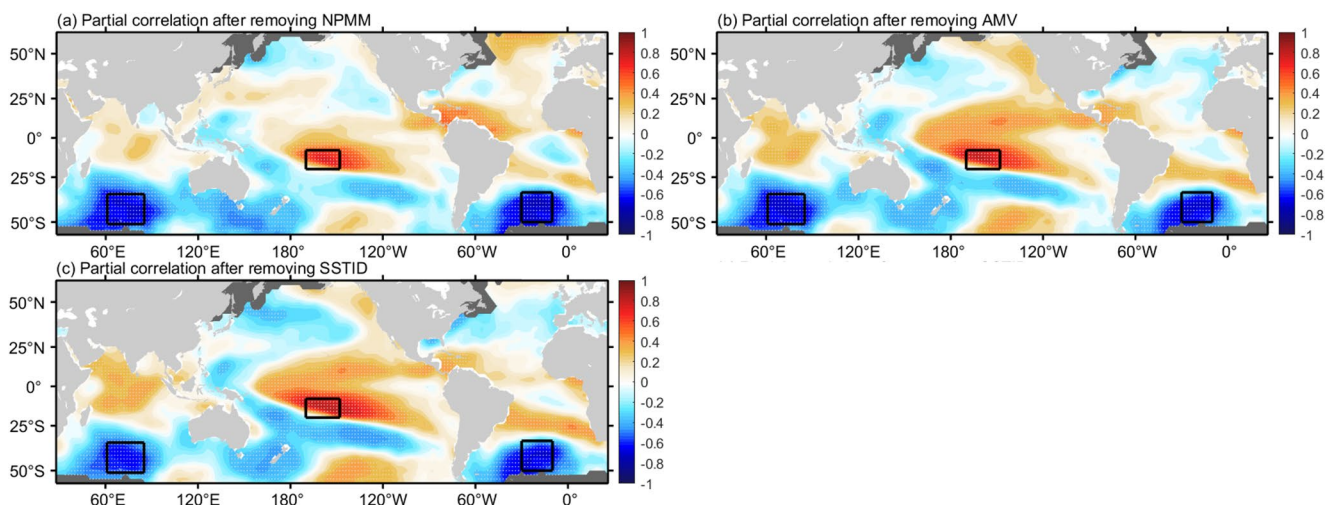 (a) Partial correlation after removing NPMM
50°N
25°N
0°
25°S
50°S
60°E
120°E
180°
120°W
60°W
0°
1
0.8
0.6
0.4
0.2
0
-0.2
-0.4
-0.6
-0.8
-1
(b) Partial correlation after removing AMV
50°N
25°N
0°
25°S
50°S
60°E
120°E
180°
120°W
60°W
0°
1
0.8
0.6
0.4
0.2
0
-0.2
-0.4
-0.6
-0.8
-1
(c) Partial correlation after removing SSTID
50°N
25°N
0°
25°S
50°S
60°E
120°E
180°
120°W
60°W
0°
1
0.8
0.6
0.4
0.2
0
-0.2
-0.4
-0.6
-0.8
-1